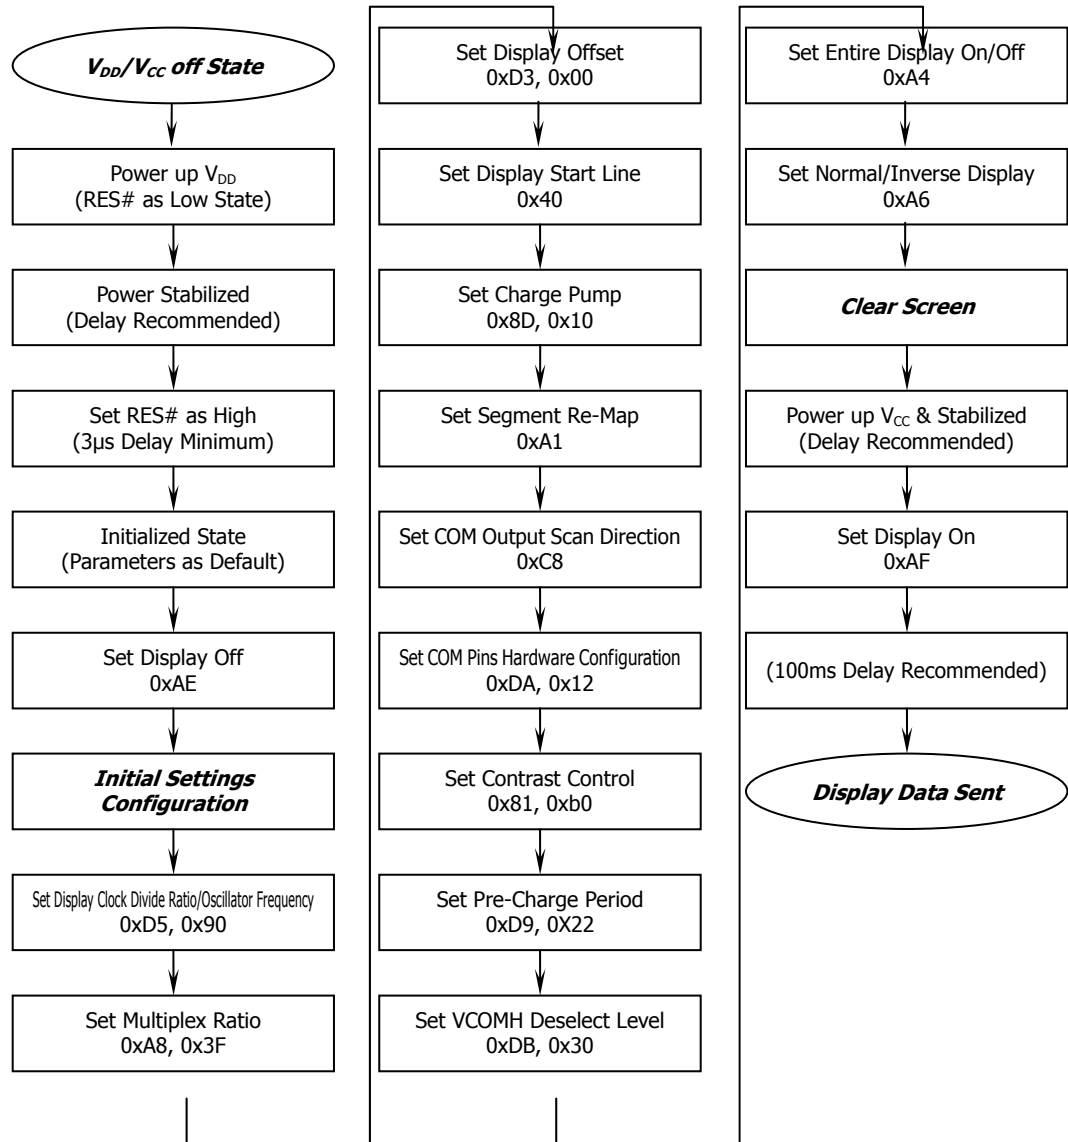 V_DD/V_CC off State
Power up V_DD
(RES# as Low State)
Power Stabilized
(Delay Recommended)
Set RES# as High
(3μs Delay Minimum)
Initialized State
(Parameters as Default)
Set Display Off
0xAE
Initial Settings
Configuration
Set Display Clock Divide Ratio/Oscillator Frequency
0xD5, 0x90
Set Multiplex Ratio
0xA8, 0x3F
Set Display Offset
0xD3, 0x00
Set Display Start Line
0x40
Set Charge Pump
0x8D, 0x10
Set Segment Re-Map
0xA1
Set COM Output Scan Direction
0xC8
Set COM Pins Hardware Configuration
0xDA, 0x12
Set Contrast Control
0x81, 0xb0
Set Pre-Charge Period
0xD9, 0X22
Set VCOMH Deselect Level
0xDB, 0x30
Set Entire Display On/Off
0xA4
Set Normal/Inverse Display
0xA6
Clear Screen
Power up V_CC & Stabilized
(Delay Recommended)
Set Display On
0xAF
(100ms Delay Recommended)
Display Data Sent